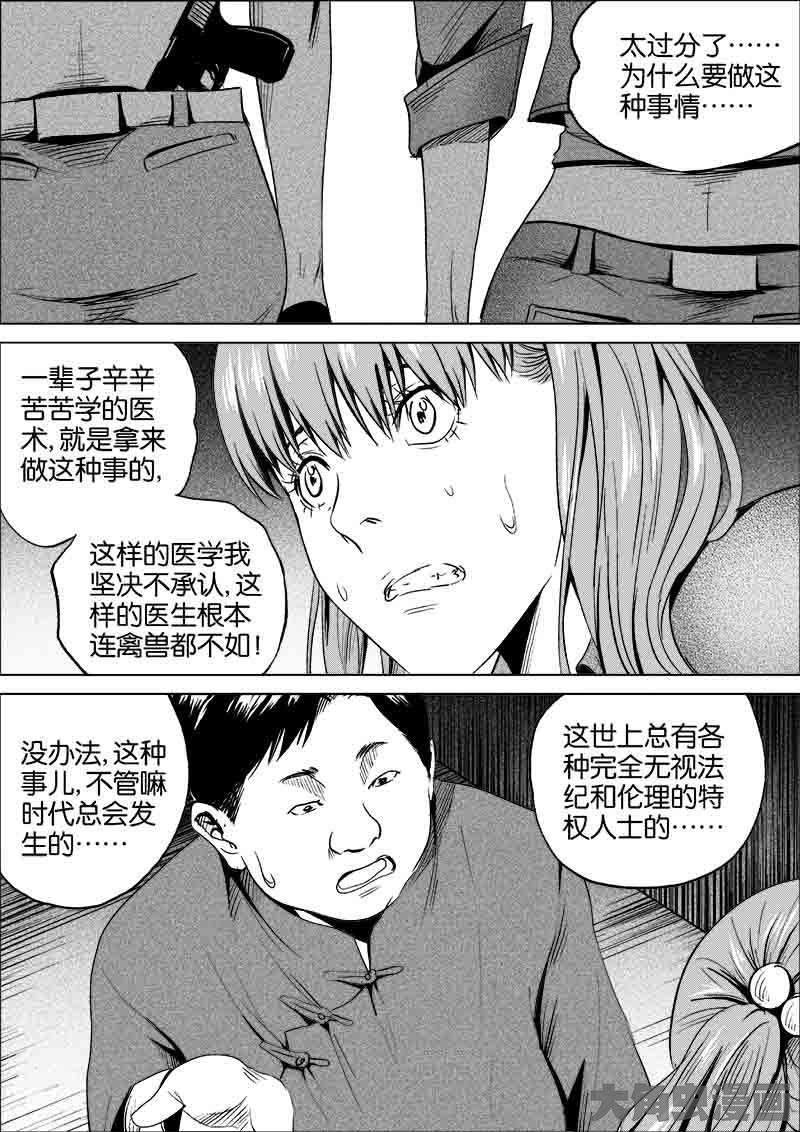 太过分了……
为什么要做这
种事情……
一辈子辛辛
苦苦学的医
术,就是拿来
做这种事的,
这样的医学我
坚决不承认,这
样的医生根本
连禽兽都不如!
没办法,这种
事儿,不管嘛
时代总会发
生的……
这世上总有各
种完全无视法
纪和伦理的特
权人士的……
大角虫漫画